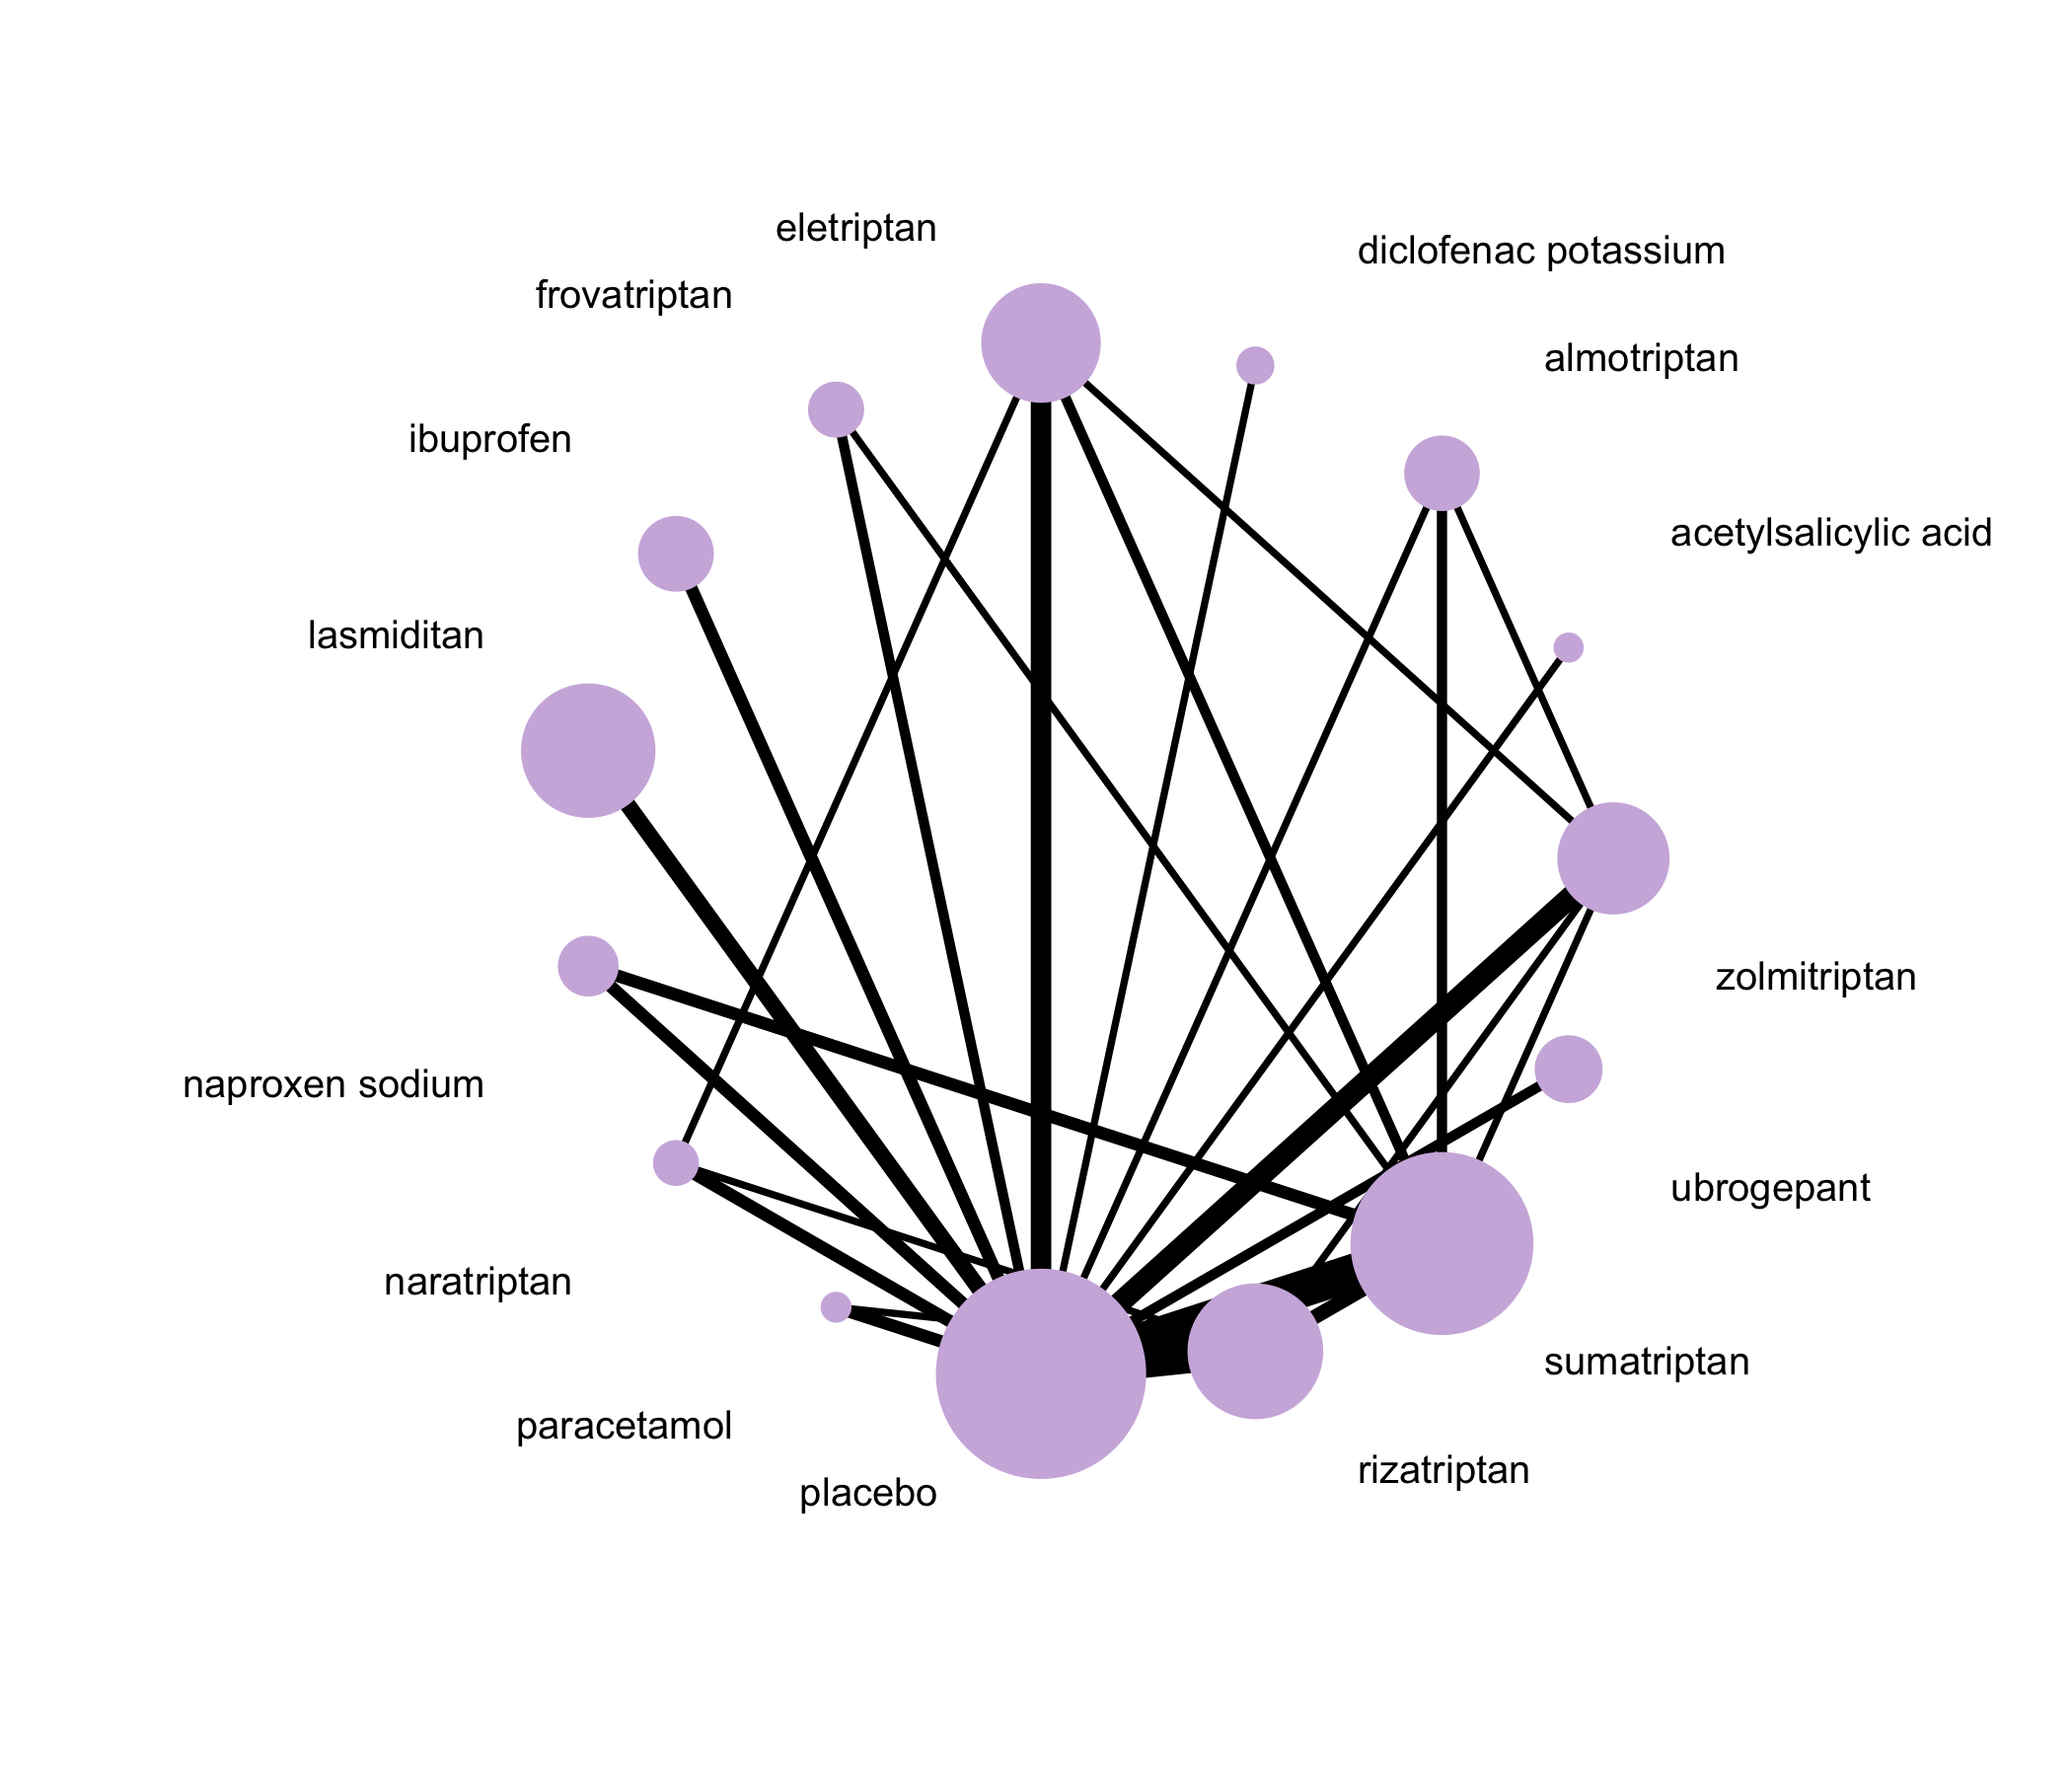 eletriptan
diclofenac potassium
frovatriptan
almotriptan
ibuprofen
acetylsalicylic acid
lasmiditan
zolmitriptan
naproxen sodium
ubrogepant
naratriptan
sumatriptan
paracetamol
rizatriptan
placebo